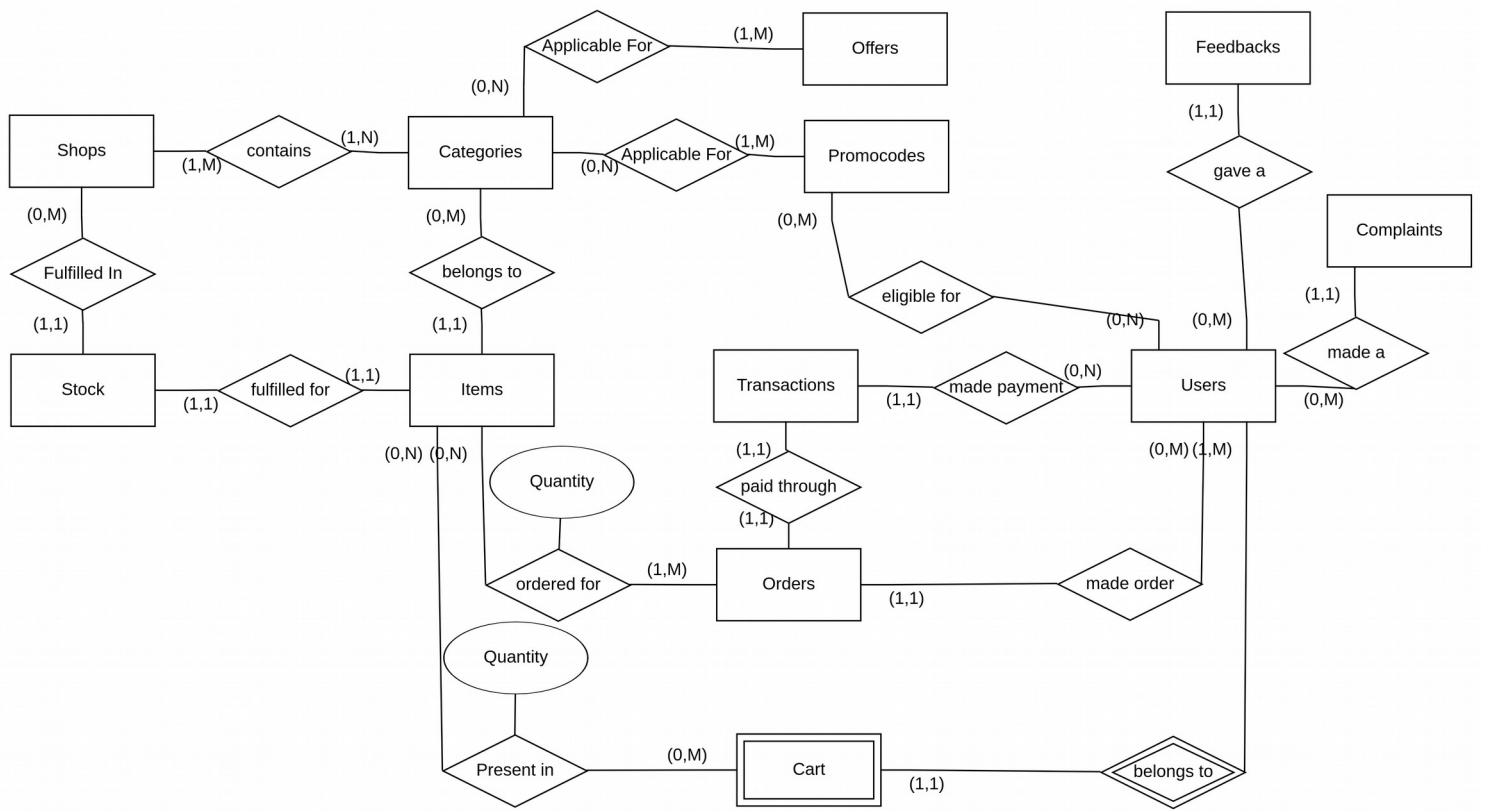 Applicable For
(1,M)
Offers
Feedbacks
(0,N)
(1,1)
Shops
(1,M)
contains
(1,N)
Categories
(0,N)
Applicable For
(1,M)
Promocodes
gave a
(0,M)
(0,M)
(0,M)
Complaints
Fulfilled In
belongs to
eligible for
(1,1)
(0,N)
(0,M)
(1,1)
(1,1)
made a
Stock
(1,1)
fulfilled for
(1,1)
Items
Transactions
(1,1)
made payment
(0,N)
Users
(0,M)
(0,N)
(0,N)
(1,1)
(0,M)
(1,M)
Quantity
paid through
(1,1)
ordered for
(1,M)
Orders
(1,1)
made order
Quantity
Present in
(0,M)
Cart
(1,1)
belongs to